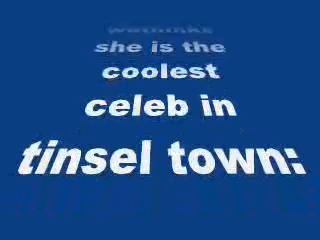 she is the
coolest
celeb in
tinsel town: